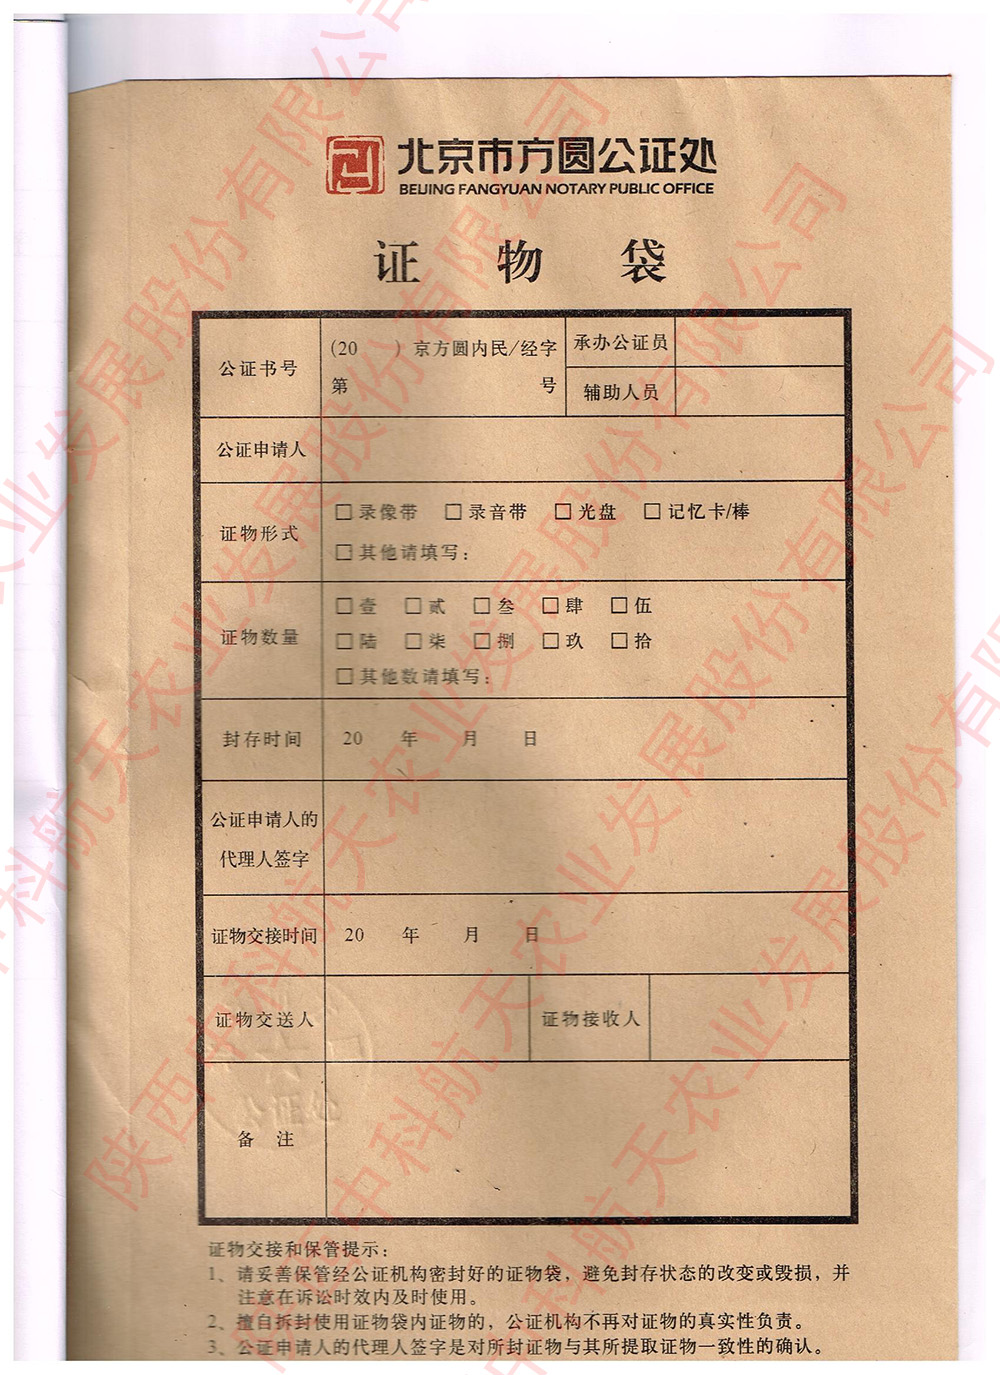 北京市方圆公证处
BEIJING FANGYUAN NOTARY PUBLIC OFFICE
证物袋
公证书号
(20 ) 京方圆内民/经字
第 号
承办公证员
辅助人员
公证申请人
证物形式
□录像带 □录音带 □光盘 □记忆卡/棒
□其他请填写：
证物数量
□壹 □贰 □叁 □肆 □伍
□陆 □柒 □捌 □玖 □拾
□其他数请填写：
封存时间
20 年 月 日
公证申请人的
代理人签字
证物交接时间
20 年 月 日
证物交送人
证物接收人
备 注
证物交接和保管提示：
1、请妥善保管经公证机构密封好的证物袋，避免封存状态的改变或毁损，并
注意在诉讼时效内及时使用。
2、擅自拆封使用证物袋内证物的，公证机构不再对证物的真实性负责。
3、公证申请人的代理人签字是对所封证物与其所提取证物一致性的确认。
陕西中科航天农业发展股份有限公司